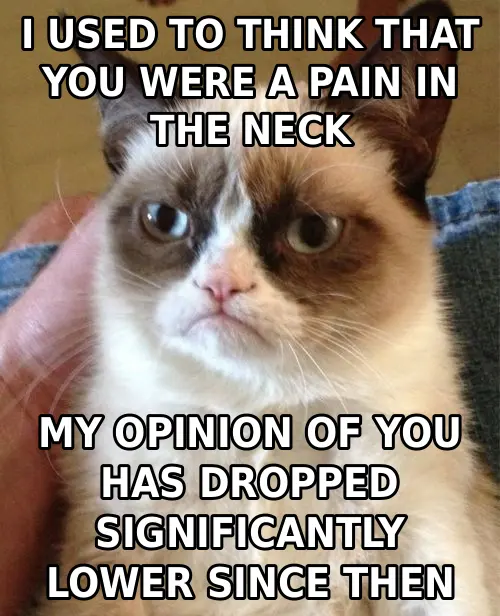 I USED TO THINK THAT
YOU WERE A PAIN IN
THE NECK
MY OPINION OF YOU
HAS DROPPED
SIGNIFICANTLY
LOWER SINCE THEN